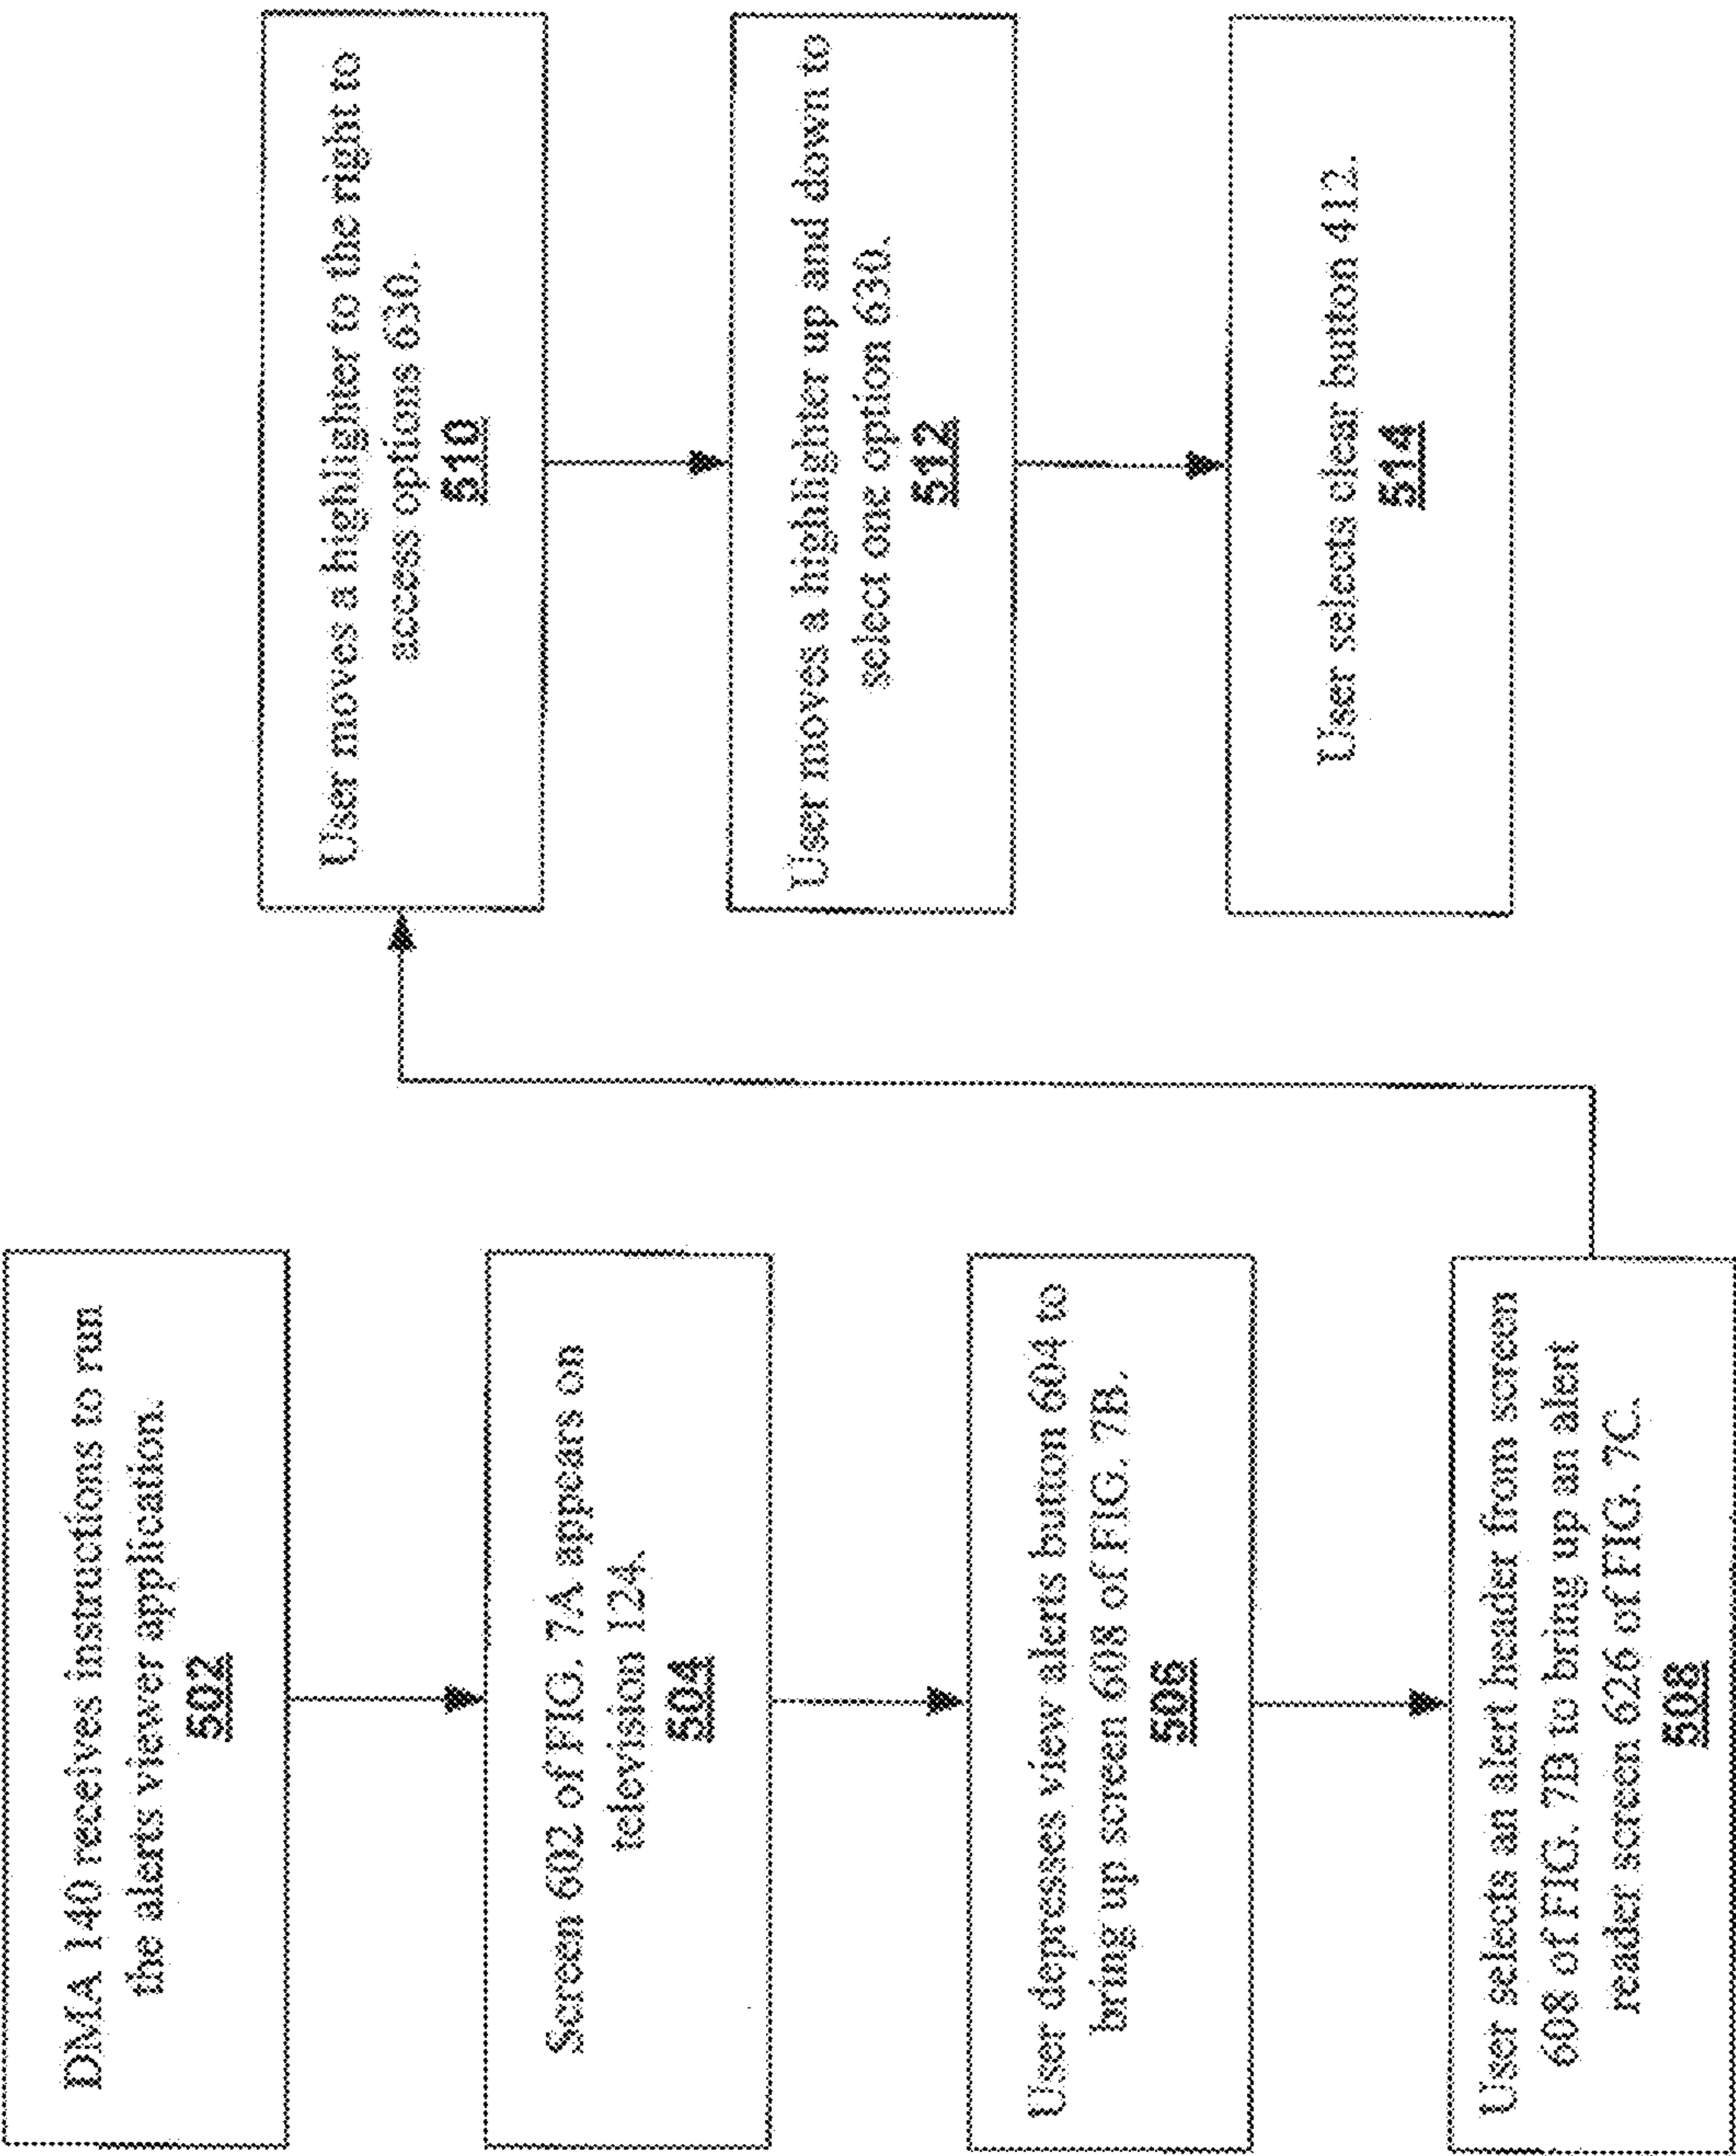 DMA 140 receives instructions to run
the alerts viewer application.
502
Screen 602 of FIG. 7A appears on
television 124.
504
User depresses view alerts button 604 to
bring up screen 608 of FIG. 7B.
506
User selects an alert header from screen
608 of FIG. 7B to bring up an alert
reader screen 626 of FIG. 7C.
508
User moves a highlighter to the right to
access options 630.
510
User moves a highlighter up and down to
select one option 630.
512
User selects clear button 412.
514